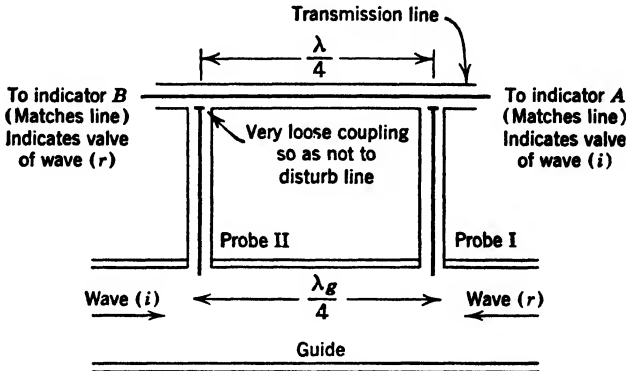 Transmission line
λ
4
To indicator B
(Matches line)
Indicates valve
of wave (r)
To indicator A
(Matches line)
Indicates valve
of wave (i)
Very loose coupling
so as not to
disturb line
Probe II
Probe I
Wave (i)
λg
4
Wave (r)
Guide